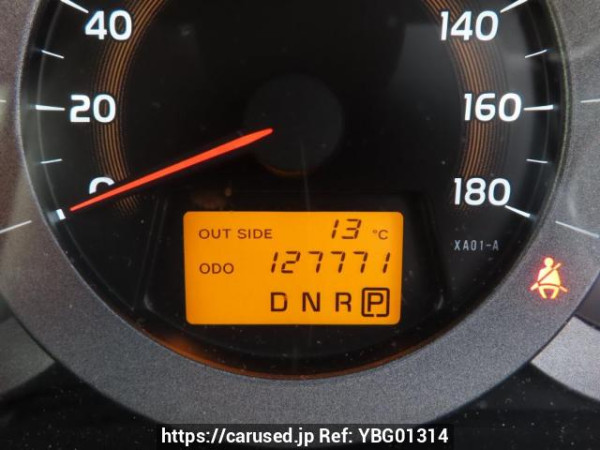 40
20
0
140
160
180
OUT SIDE 13 °C
ODO 127771
D N R P
XA01-A
https://carused.jp Ref: YBG01314